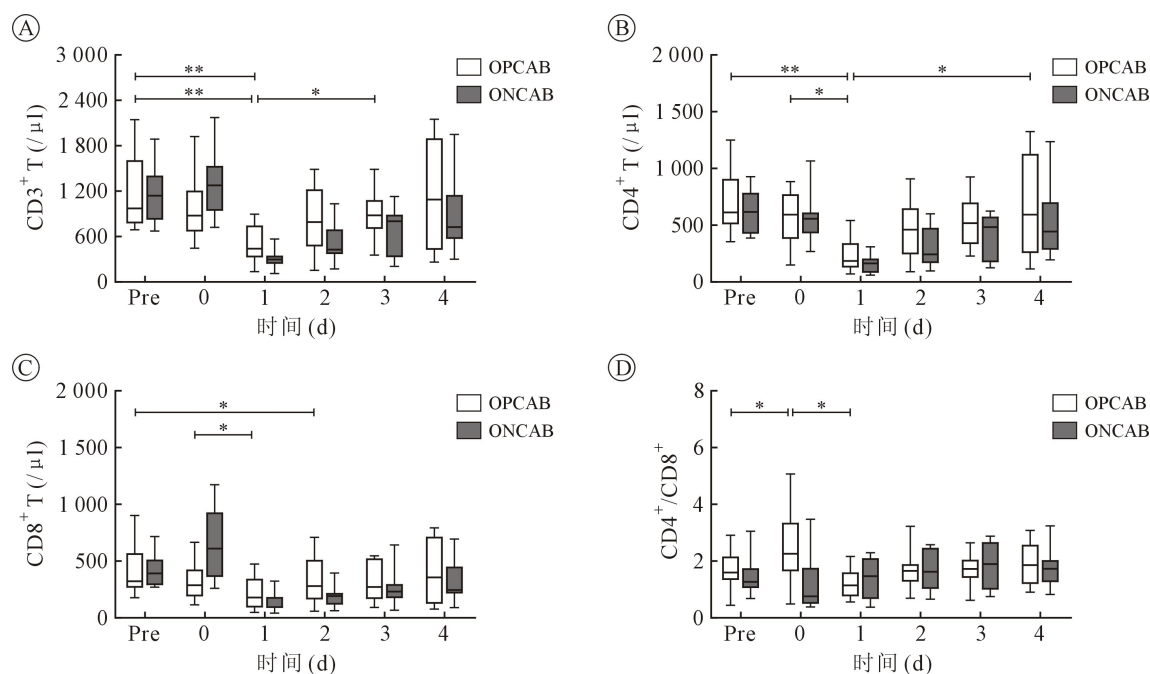 Ⓐ
3 000
2 400
1 800
1 200
600
0
CD3⁺ T (/μl)
**
**
*
OPCAB
ONCAB
Pre 0 1 2 3 4
时间 (d)
Ⓑ
2 000
1 500
1 000
500
0
CD4⁺ T (/μl)
**
*
*
OPCAB
ONCAB
Pre 0 1 2 3 4
时间 (d)
Ⓒ
2 000
1 500
1 000
500
0
CD8⁺ T (/μl)
*
*
OPCAB
ONCAB
Pre 0 1 2 3 4
时间 (d)
Ⓓ
8
6
4
2
0
CD4⁺/CD8⁺
*
*
OPCAB
ONCAB
Pre 0 1 2 3 4
时间 (d)